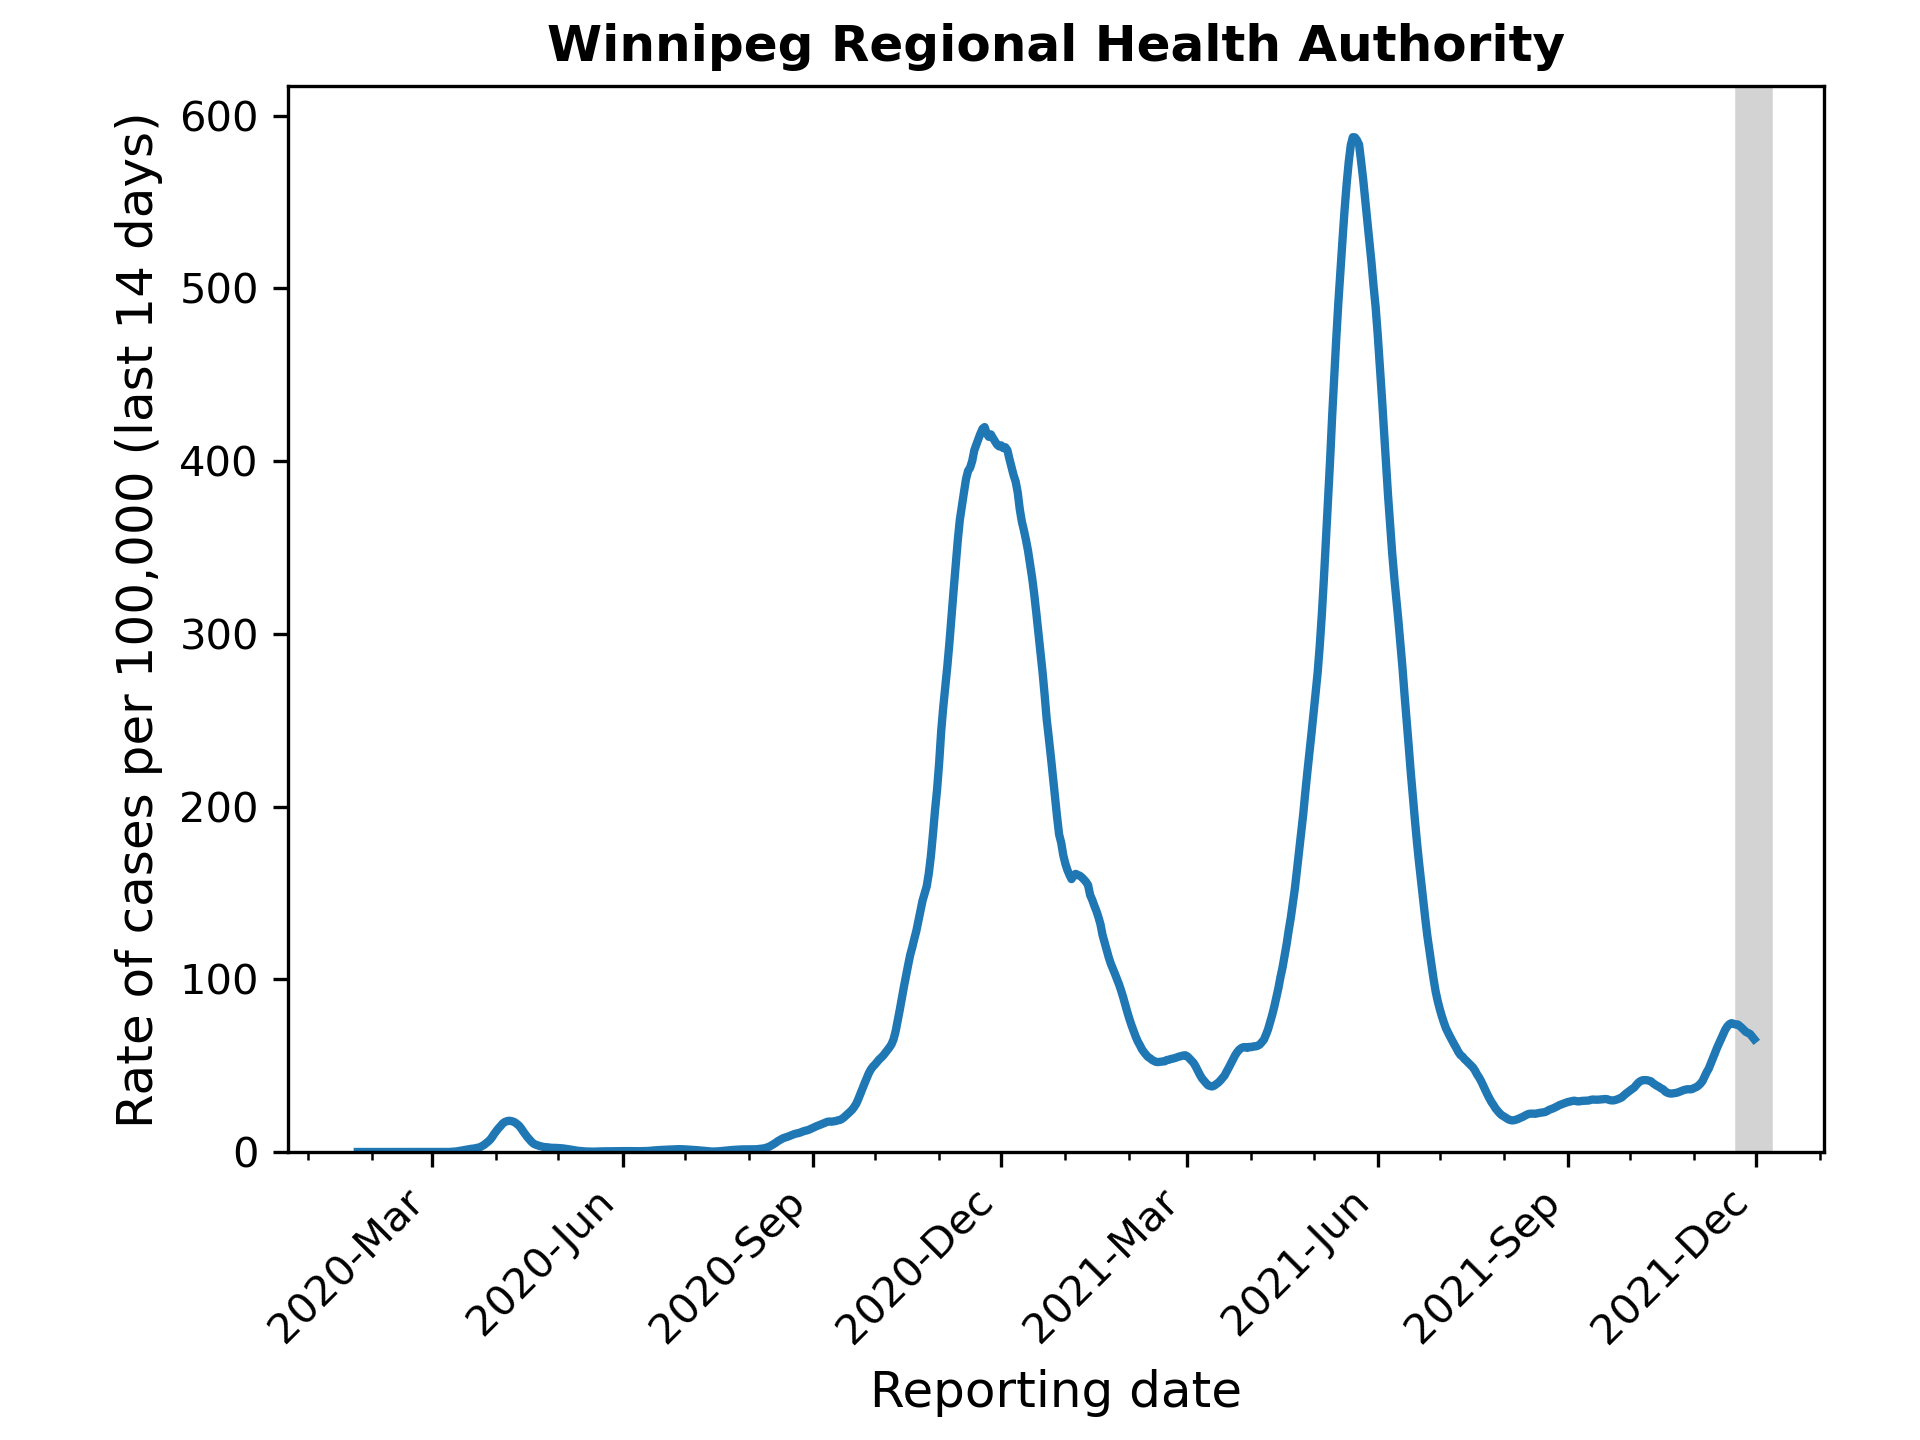 Winnipeg Regional Health Authority
Rate of cases per 100,000 (last 14 days)
600
500
400
300
200
100
0
2020-Mar
2020-Jun
2020-Sep
2020-Dec
2021-Mar
2021-Jun
2021-Sep
2021-Dec
Reporting date